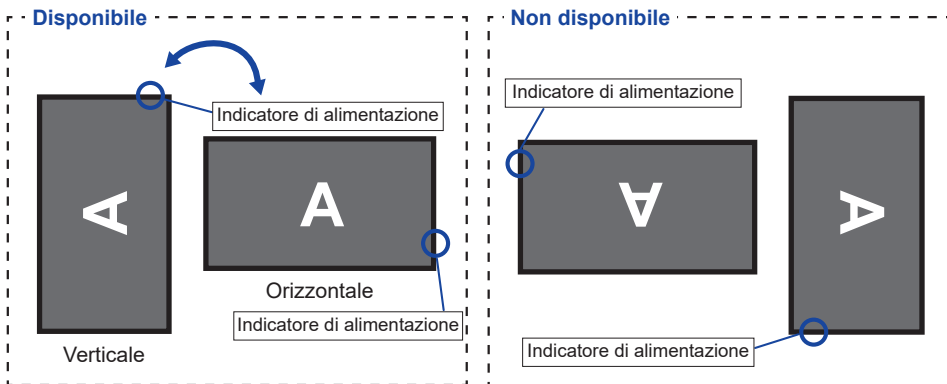 Disponibile
Indicatore di alimentazione
A
A
Orizzontale
Indicatore di alimentazione
Verticale
Non disponibile
Indicatore di alimentazione
A
A
Indicatore di alimentazione